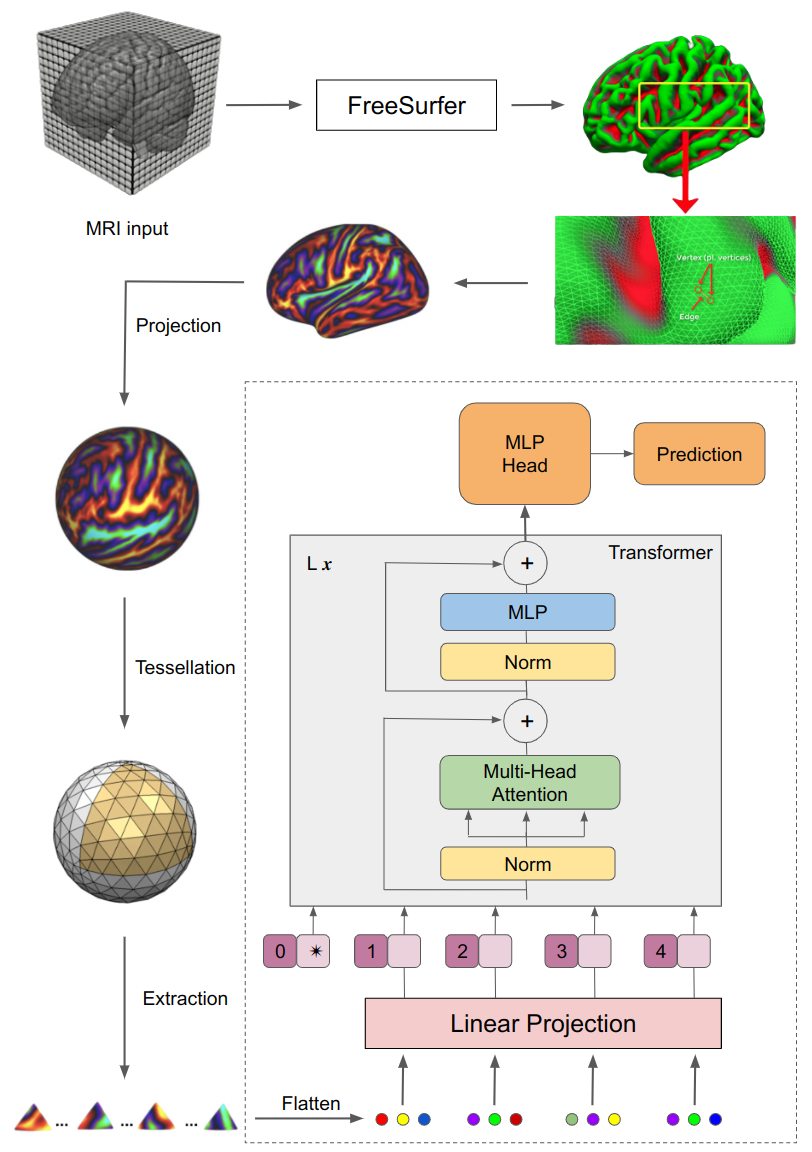 FreeSurfer
MRI input
Vertex (pl. vertices)
Edge
Projection
MLP
Head
Prediction
L x
Transformer
+
MLP
Norm
Tessellation
+
Multi-Head
Attention
Norm
0 ✴ 1 2 3 4
Extraction
Linear Projection
... ... ...
Flatten